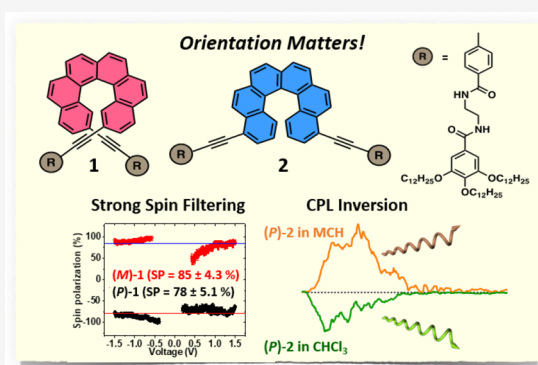 Orientation Matters!
R =
R
R
1
R
R
2
O
HN
NH
O
C12H25O
OC12H25
OC12H25
Strong Spin Filtering
CPL Inversion
Spin polarization (%)
100
50
0
-50
-100
(M)-1 (SP = 85 ± 4.3 %)
(P)-1 (SP = 78 ± 5.1 %)
-1.5 -1.0 -0.5 0.0 0.5 1.0 1.5
Voltage (V)
(P)-2 in MCH
(P)-2 in CHCl3